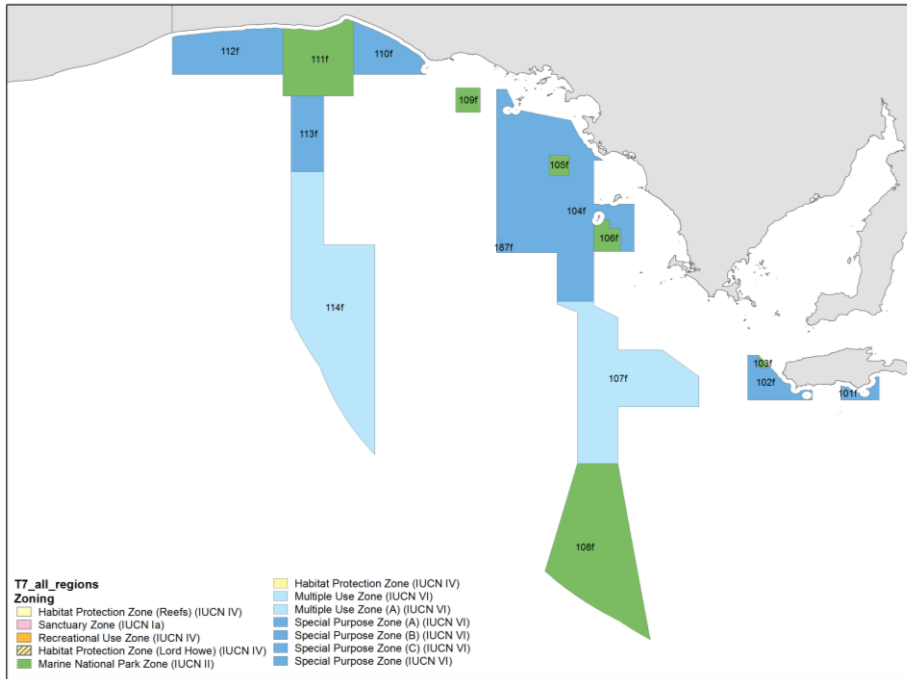 112f
111f
110f
109f
113f
105f
104f
106f
187f
114f
107f
103f
102f
101f
108f
T7_all_regions
Zoning
Habitat Protection Zone (Reefs) (IUCN IV)
Sanctuary Zone (IUCN Ia)
Recreational Use Zone (IUCN IV)
Habitat Protection Zone (Lord Howe) (IUCN IV)
Marine National Park Zone (IUCN II)
Habitat Protection Zone (IUCN IV)
Multiple Use Zone (IUCN VI)
Multiple Use Zone (A) (IUCN VI)
Special Purpose Zone (A) (IUCN VI)
Special Purpose Zone (B) (IUCN VI)
Special Purpose Zone (C) (IUCN VI)
Special Purpose Zone (IUCN VI)